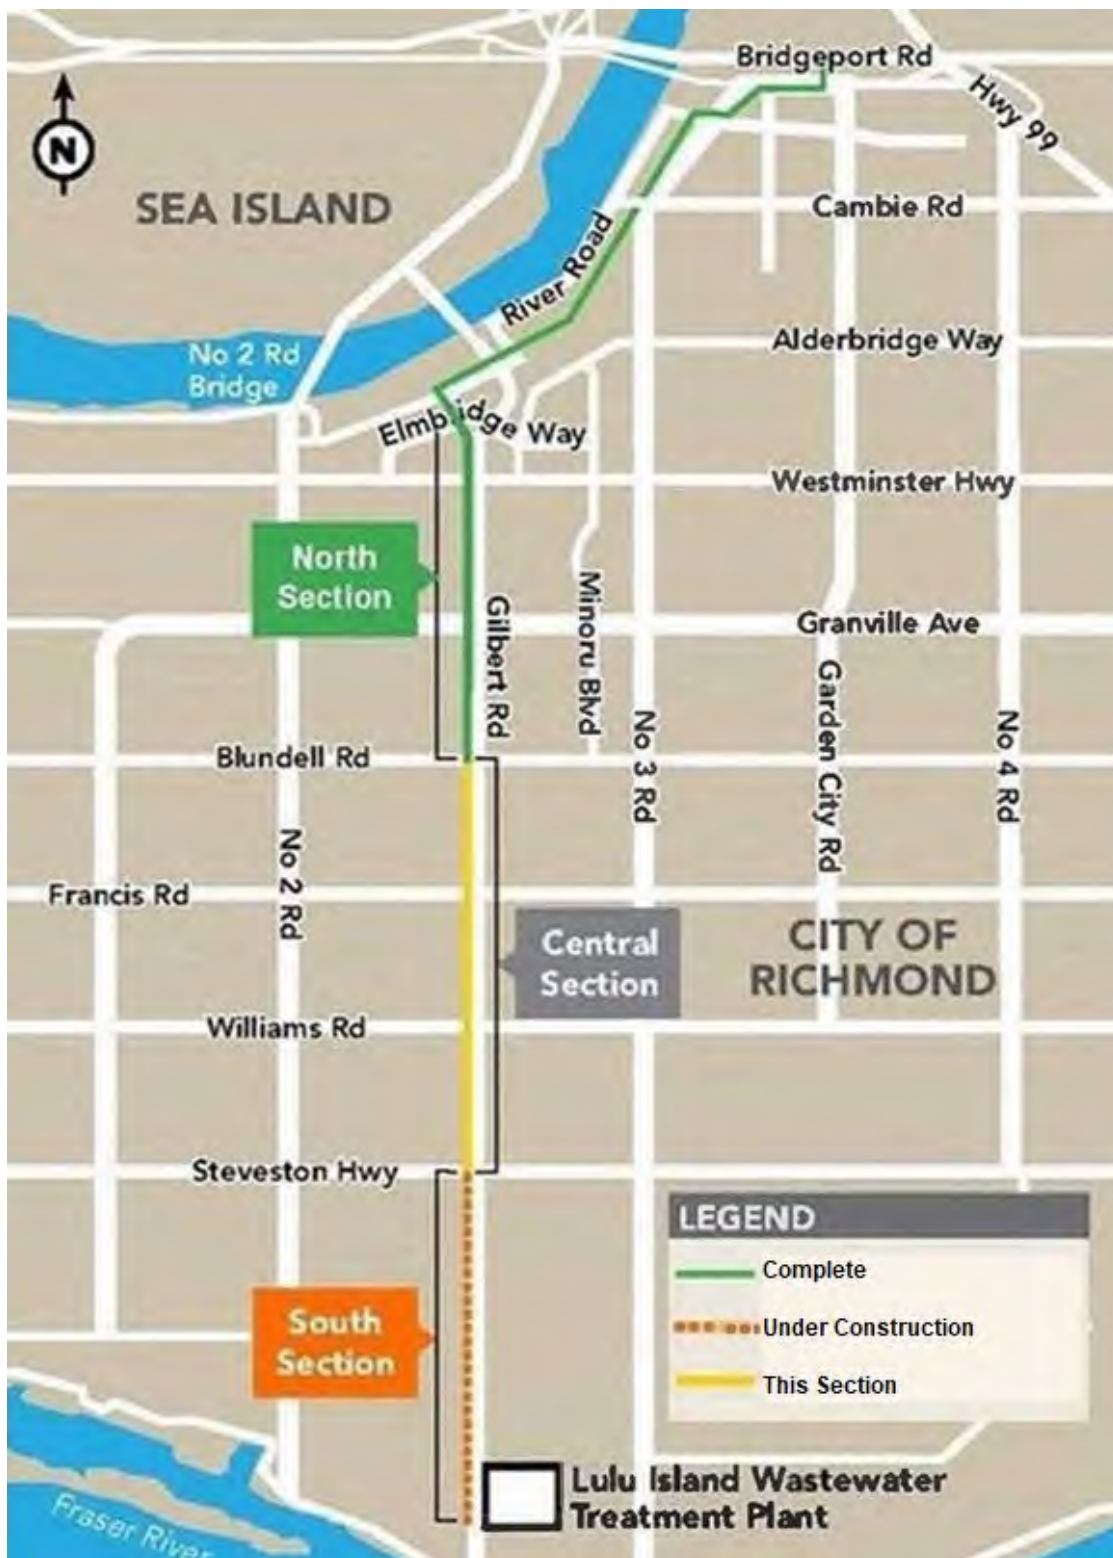 Bridgeport Rd
Hwy 99
N
SEA ISLAND
Cambie Rd
River Road
No 2 Rd
Bridge
Alderbridge Way
Elmbridge Way
Westminster Hwy
North
Section
Gilbert Rd
Minoru Blvd
Granville Ave
Garden City Rd
No 3 Rd
No 4 Rd
Blundell Rd
No 2 Rd
Francis Rd
Central
Section
CITY OF
RICHMOND
Williams Rd
Steveston Hwy
LEGEND
Complete
Under Construction
This Section
South
Section
Lulu Island Wastewater
Treatment Plant
Fraser River